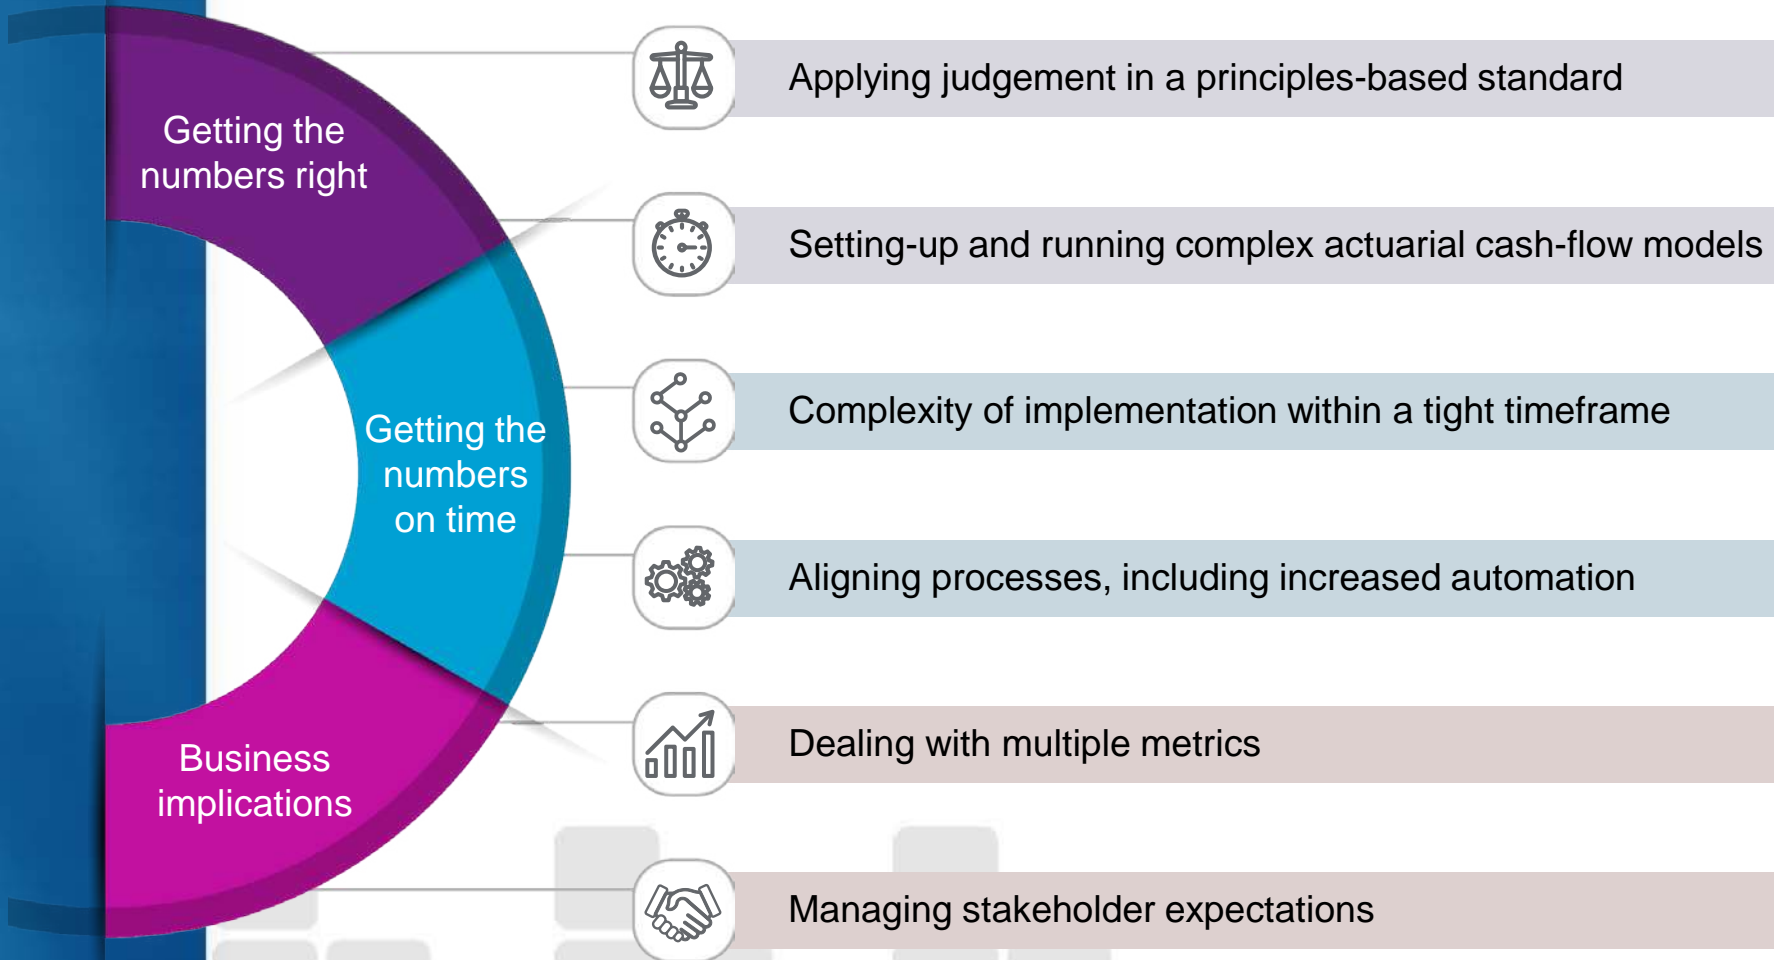 Getting the
numbers right
Applying judgement in a principles-based standard
Setting-up and running complex actuarial cash-flow models
Getting the
numbers
on time
Complexity of implementation within a tight timeframe
Aligning processes, including increased automation
Business
implications
Dealing with multiple metrics
Managing stakeholder expectations